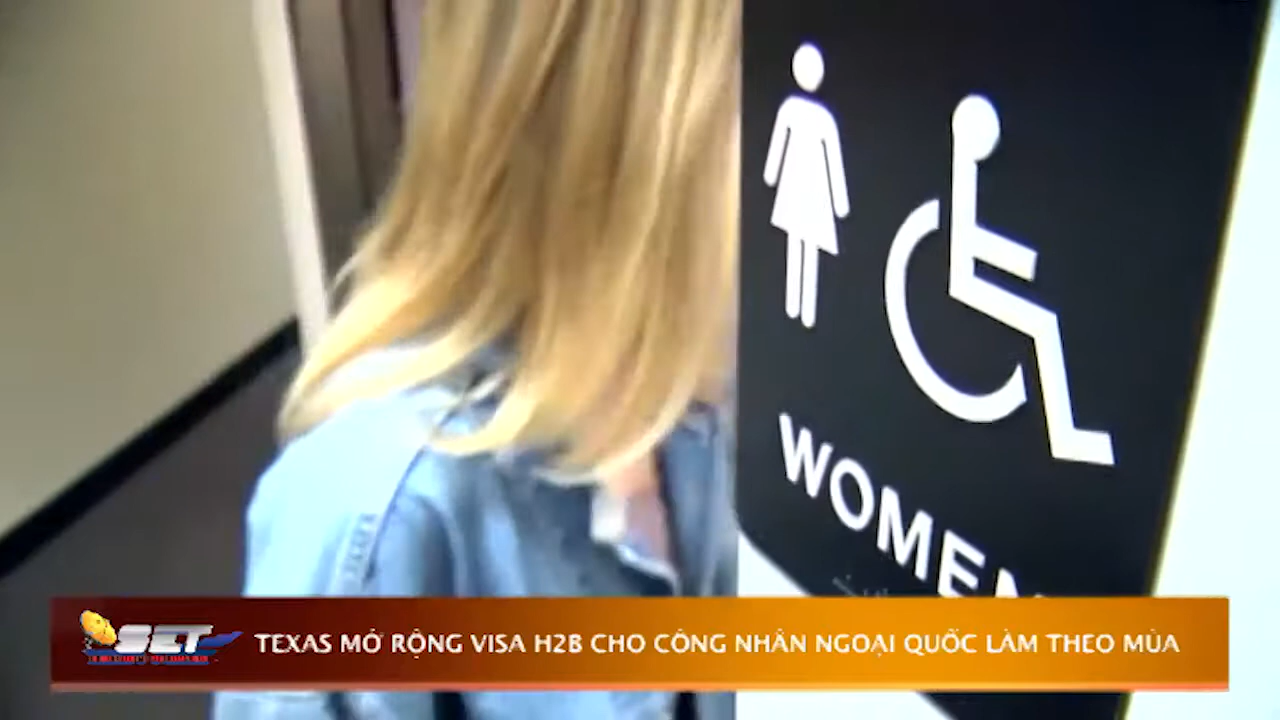 WOMEN
SET
TEXAS MỞ RỘNG VISA H2B CHO CÔNG NHÂN NGOẠI QUỐC LÀM THEO MÙA